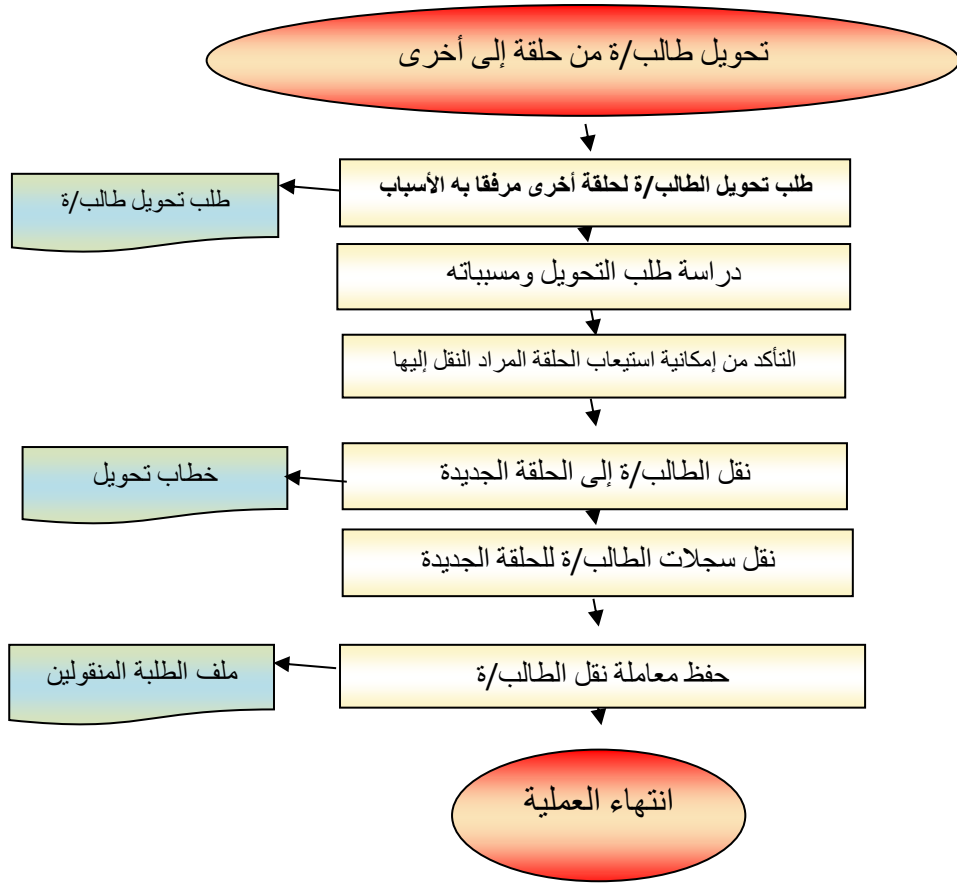 تحويل طالب/ة من حلقة إلى أخرى
طلب تحويل الطالب/ة لحلقة أخرى مرفقا به الأسباب
طلب تحويل طالب/ة
دراسة طلب التحويل ومسبباته
التأكد من إمكانية استيعاب الحلقة المراد النقل إليها
نقل الطالب/ة إلى الحلقة الجديدة
خطاب تحويل
نقل سجلات الطالب/ة للحلقة الجديدة
حفظ معاملة نقل الطالب/ة
ملف الطلبة المنقولين
انتهاء العملية